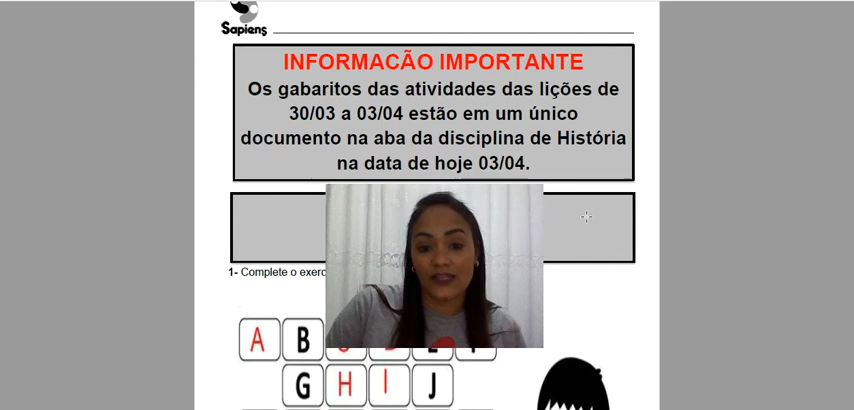 Sapiens
INFORMACÃO IMPORTANTE
Os gabaritos das atividades das lições de
30/03 a 03/04 estão em um único
documento na aba da disciplina de História
na data de hoje 03/04.
1- Complete o
A B
G H I J